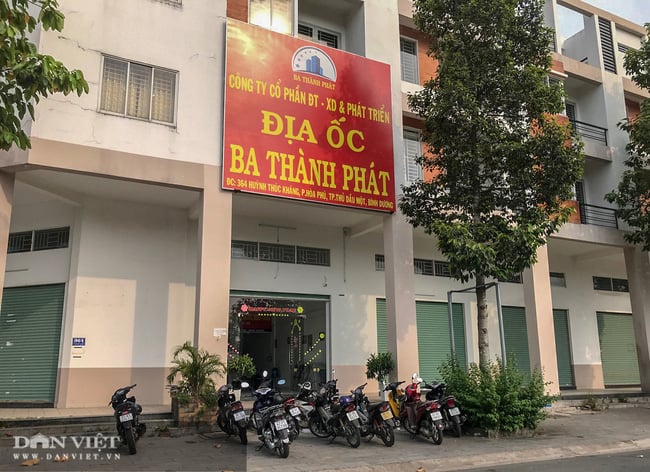 BA THÀNH PHÁT
CÔNG TY CỔ PHẦN ĐT - XD & PHÁT TRIỂN
ĐỊA ỐC
BA THÀNH PHÁT
ĐC: 364 HUỲNH THÚC KHÁNG, P.HÒA PHÚ, TP.THỦ DẦU MỘT, BÌNH DƯƠNG
DÂN VIỆT
WWW.DANVIET.VN